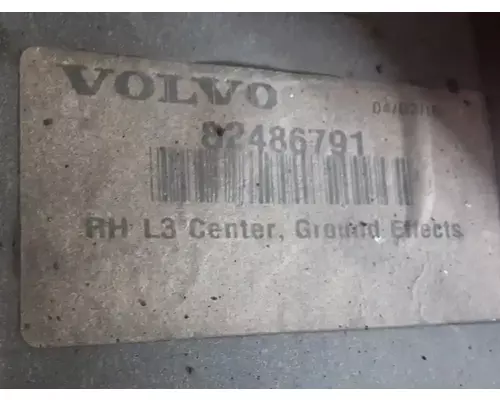 VOLVO
82486791
RH L3 Center, Ground Effects